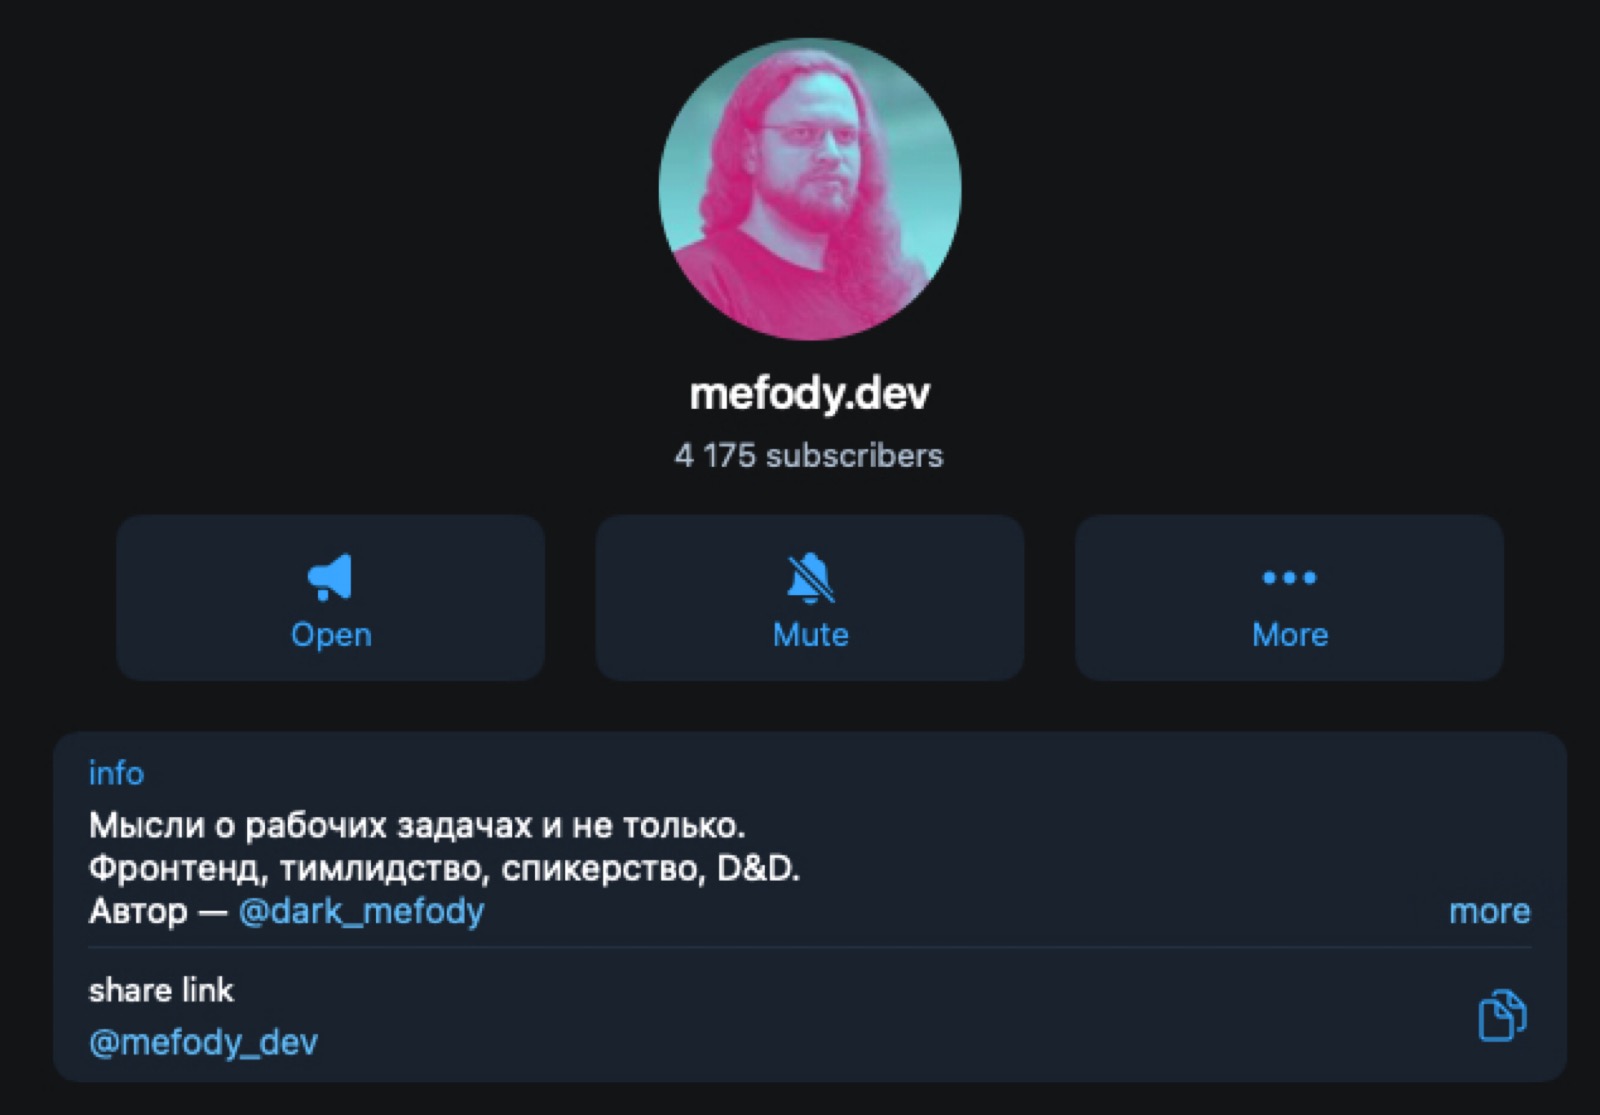 mefody.dev
4 175 subscribers
Open
Mute
More
info
Мысли о рабочих задачах и не только.
Фронтенд, тимлидство, спикерство, D&D.
Автор — @dark_mefody
more
share link
@mefody_dev